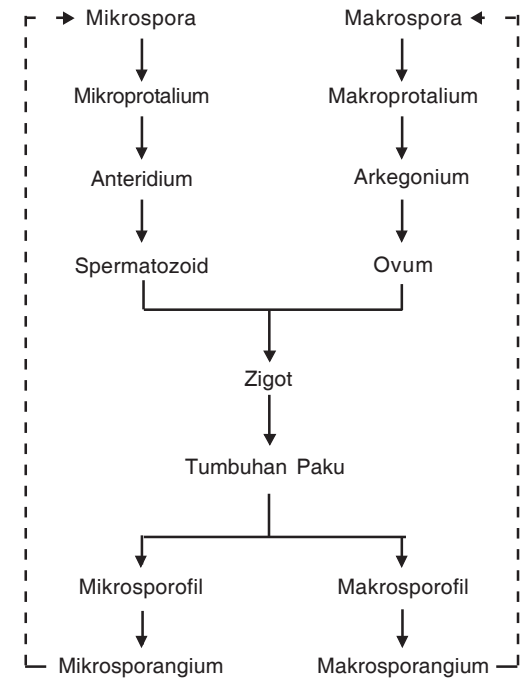 Mikrospora Makrospora
Mikroprotalium Makroprotalium
Anteridium Arkegonium
Spermatozoid Ovum
Zigot
Tumbuhan Paku
Mikrosporofil Makrosporofil
Mikrosporangium Makrosporangium